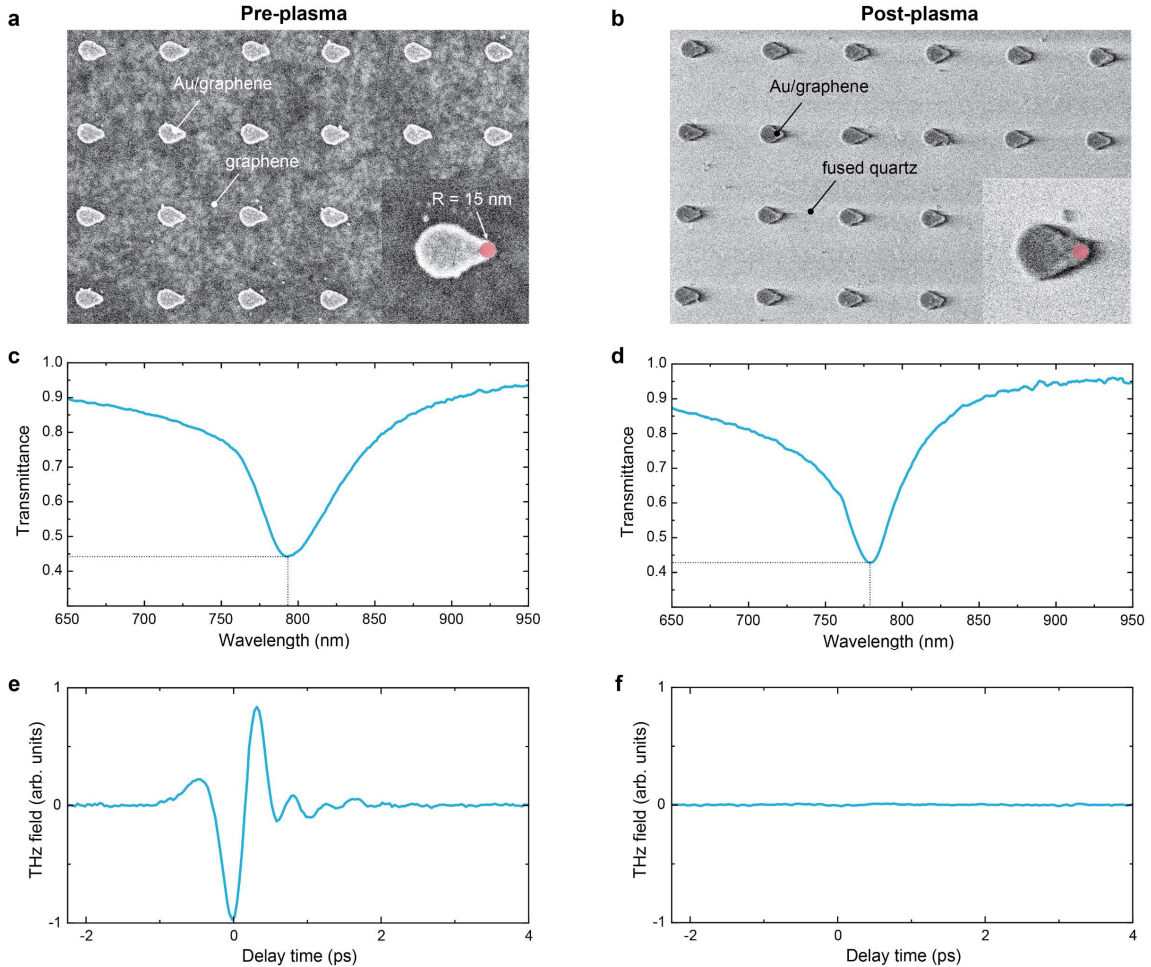 a
Pre-plasma
b
Post-plasma
Au/graphene
graphene
R = 15 nm
Au/graphene
fused quartz
c
1.0
0.9
0.8
0.7
0.6
0.5
0.4
Transmittance
650 700 750 800 850 900 950
Wavelength (nm)
d
1.0
0.9
0.8
0.7
0.6
0.5
0.4
Transmittance
650 700 750 800 850 900 950
Wavelength (nm)
e
1
0
-1
THz field (arb. units)
-2 0 2 4
Delay time (ps)
f
1
0
-1
THz field (arb. units)
-2 0 2 4
Delay time (ps)